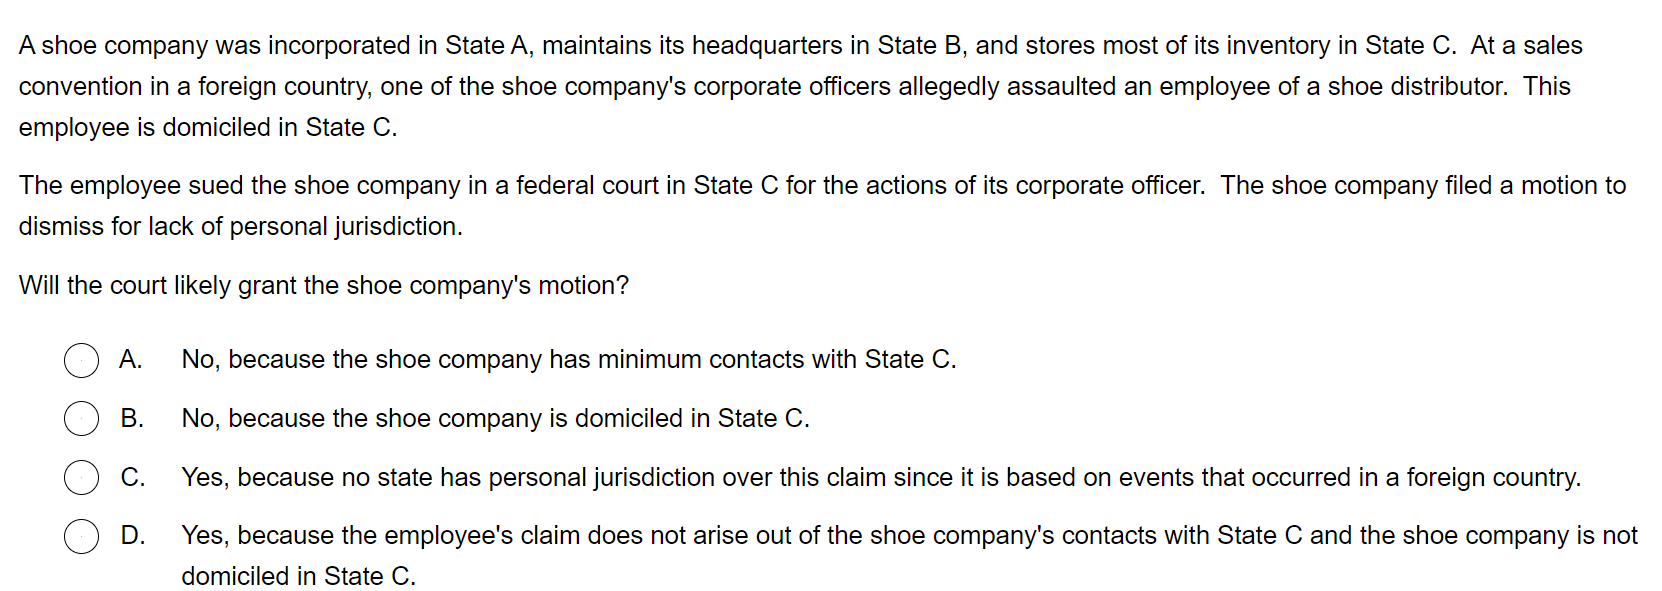 A shoe company was incorporated in State A, maintains its headquarters in State B, and stores most of its inventory in State C.  At a sales
convention in a foreign country, one of the shoe company's corporate officers allegedly assaulted an employee of a shoe distributor.  This
employee is domiciled in State C.
The employee sued the shoe company in a federal court in State C for the actions of its corporate officer.  The shoe company filed a motion to
dismiss for lack of personal jurisdiction.
Will the court likely grant the shoe company's motion?
A. No, because the shoe company has minimum contacts with State C.
B. No, because the shoe company is domiciled in State C.
C. Yes, because no state has personal jurisdiction over this claim since it is based on events that occurred in a foreign country.
D. Yes, because the employee's claim does not arise out of the shoe company's contacts with State C and the shoe company is not
domiciled in State C.